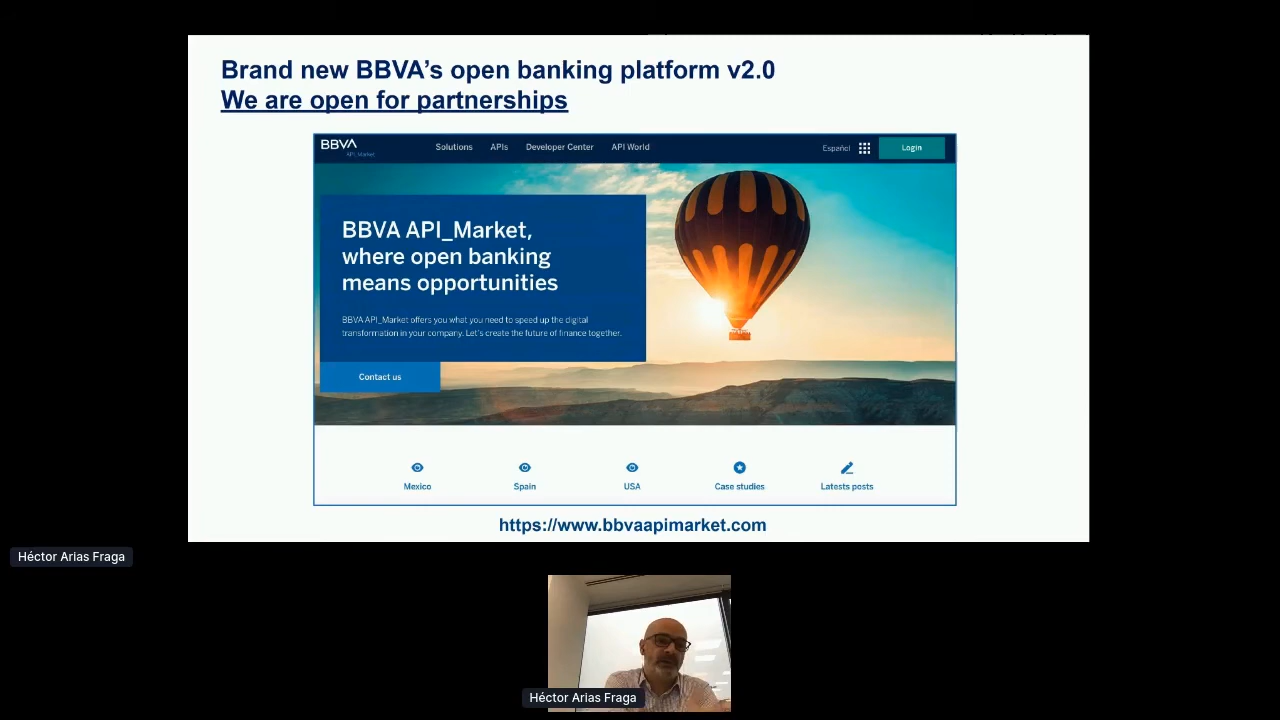 Brand new BBVA's open banking platform v2.0
We are open for partnerships
BBVA
API_Market
Solutions
APIs
Developer Center
API World
Español
Login
BBVA API_Market,
where open banking
means opportunities
BBVA API_Market offers you what you need to speed up the digital
transformation in your company. Let's create the future of finance together.
Contact us
Mexico
Spain
USA
Case studies
Latests posts
https://www.bbvaapimarket.com
Héctor Arias Fraga
Héctor Arias Fraga